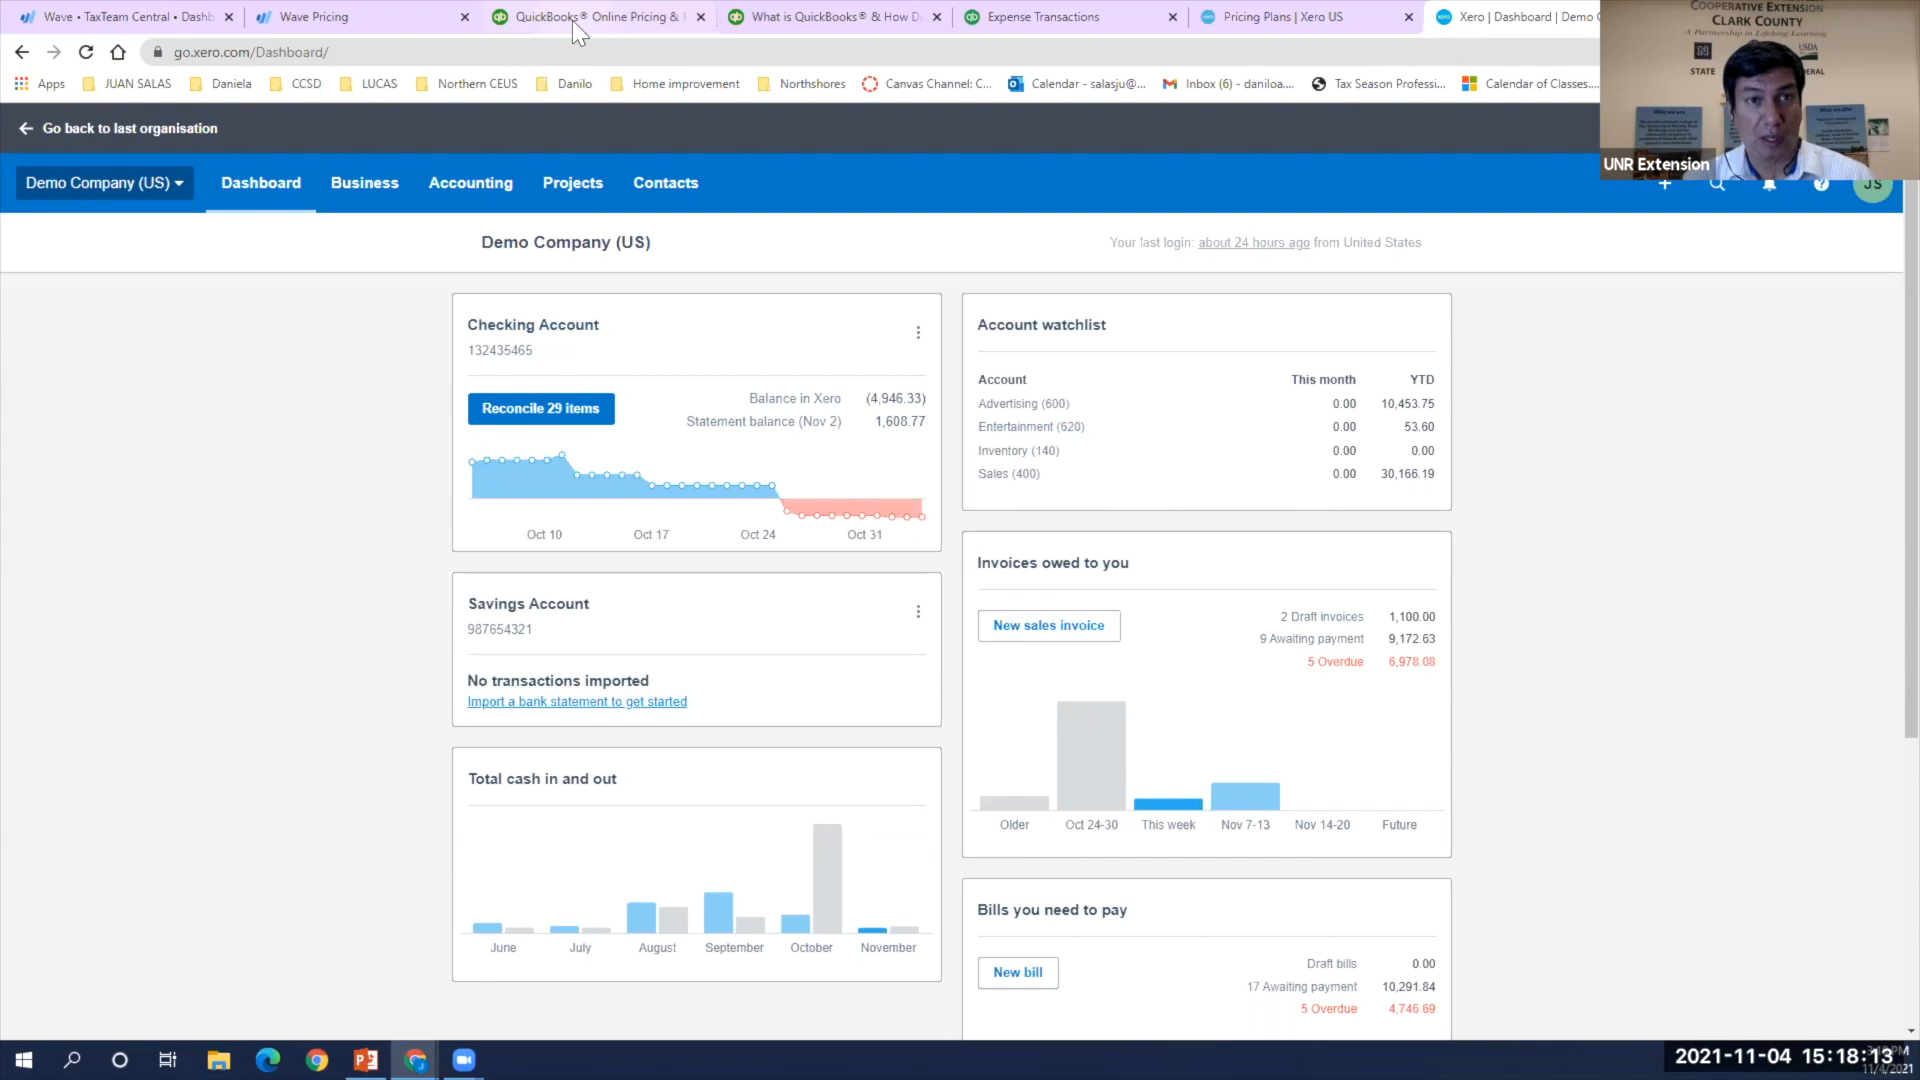 Wave • TaxTeam Central • Dashb
Wave Pricing
QuickBooks® Online Pricing &
What is QuickBooks® & How D
Expense Transactions
Pricing Plans | Xero US
Xero | Dashboard | Demo C
go.xero.com/Dashboard/
Apps
JUAN SALAS
Daniela
CCSD
LUCAS
Northern CEUS
Danilo
Home improvement
Northshores
Canvas Channel: C...
Calendar - salasju@...
Inbox (6) - daniloa....
Tax Season Professi...
Calendar of Classes....
COOPERATIVE EXTENSION
CLARK COUNTY
A Partnership in Lifelong Learning
USDA
STATE
UNR Extension
Go back to last organisation
Demo Company (US)
Dashboard
Business
Accounting
Projects
Contacts
JS
Demo Company (US)
Your last login: about 24 hours ago from United States
Checking Account
132435465
Reconcile 29 items
Balance in Xero (4,946.33)
Statement balance (Nov 2) 1,608.77
Oct 10 Oct 17 Oct 24 Oct 31
Savings Account
987654321
No transactions imported
Import a bank statement to get started
Total cash in and out
June July August September October November
Account watchlist
Account This month YTD
Advertising (600) 0.00 10,453.75
Entertainment (620) 0.00 53.60
Inventory (140) 0.00 0.00
Sales (400) 0.00 30,166.19
Invoices owed to you
New sales invoice
2 Draft invoices 1,100.00
9 Awaiting payment 9,172.63
5 Overdue 6,978.08
Older Oct 24-30 This week Nov 7-13 Nov 14-20 Future
Bills you need to pay
New bill
Draft bills 0.00
17 Awaiting payment 10,291.84
5 Overdue 4,746.69
2021-11-04 15:18:13
11/4/2021